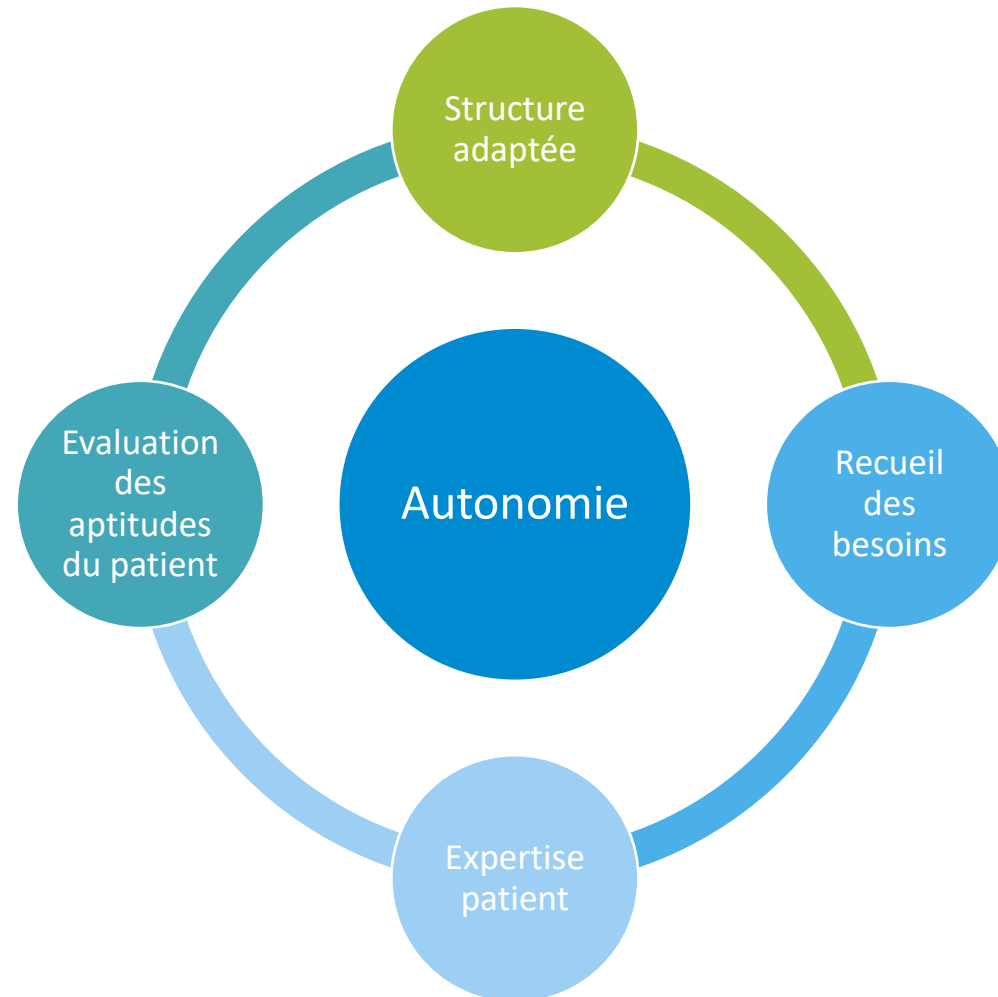 Structure
adaptée
Evaluation
des
aptitudes
du patient
Autonomie
Recueil
des
besoins
Expertise
patient